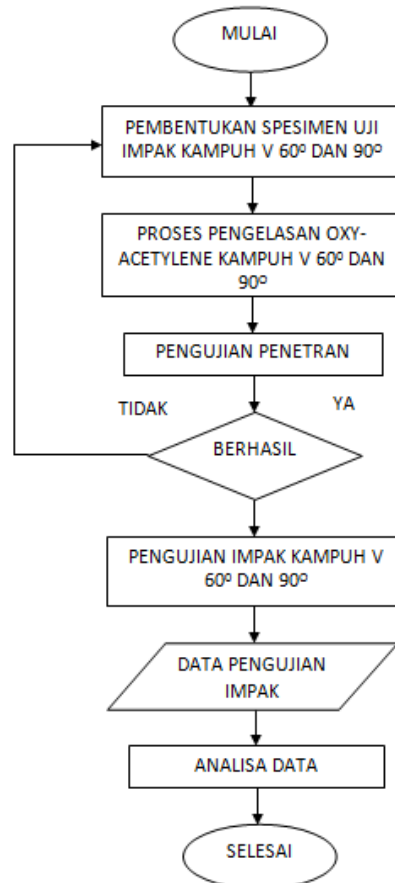 MULAI
PEMBENTUKAN SPESIMEN UJI
IMPAK KAMPUH V 60º DAN 90º
PROSES PENGELASAN OXY-
ACETYLENE KAMPUH V 60º DAN
90º
PENGUJIAN PENETRAN
TIDAK
YA
BERHASIL
PENGUJIAN IMPAK KAMPUH V
60º DAN 90º
DATA PENGUJIAN
IMPAK
ANALISA DATA
SELESAI